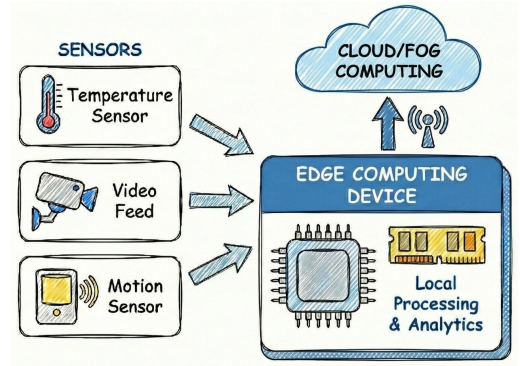 SENSORS
Temperature
Sensor
Video
Feed
Motion
Sensor
CLOUD/FOG
COMPUTING
EDGE COMPUTING
DEVICE
Local
Processing
& Analytics